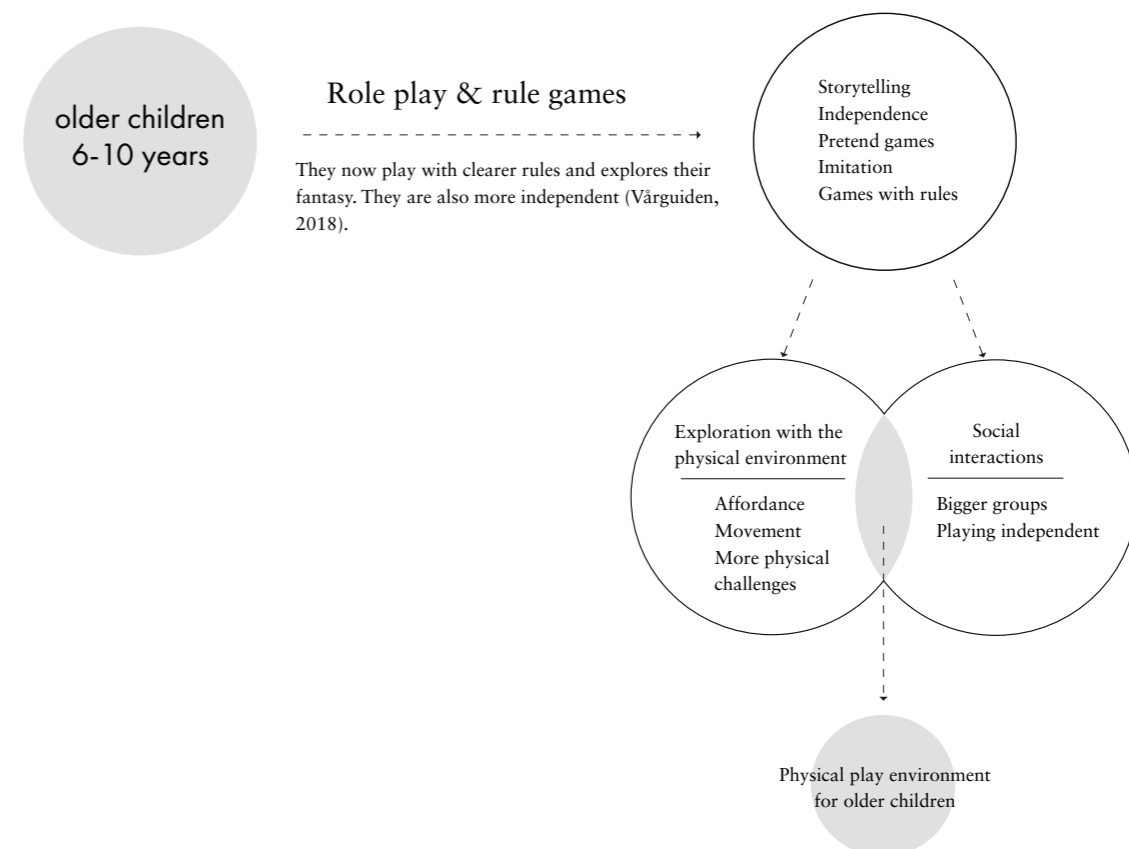 older children
6-10 years
Role play & rule games
They now play with clearer rules and explores their
fantasy. They are also more independent (Vårguiden,
2018).
Storytelling
Independence
Pretend games
Imitation
Games with rules
Exploration with the
physical environment
Affordance
Movement
More physical
challenges
Social
interactions
Bigger groups
Playing independent
Physical play environment
for older children